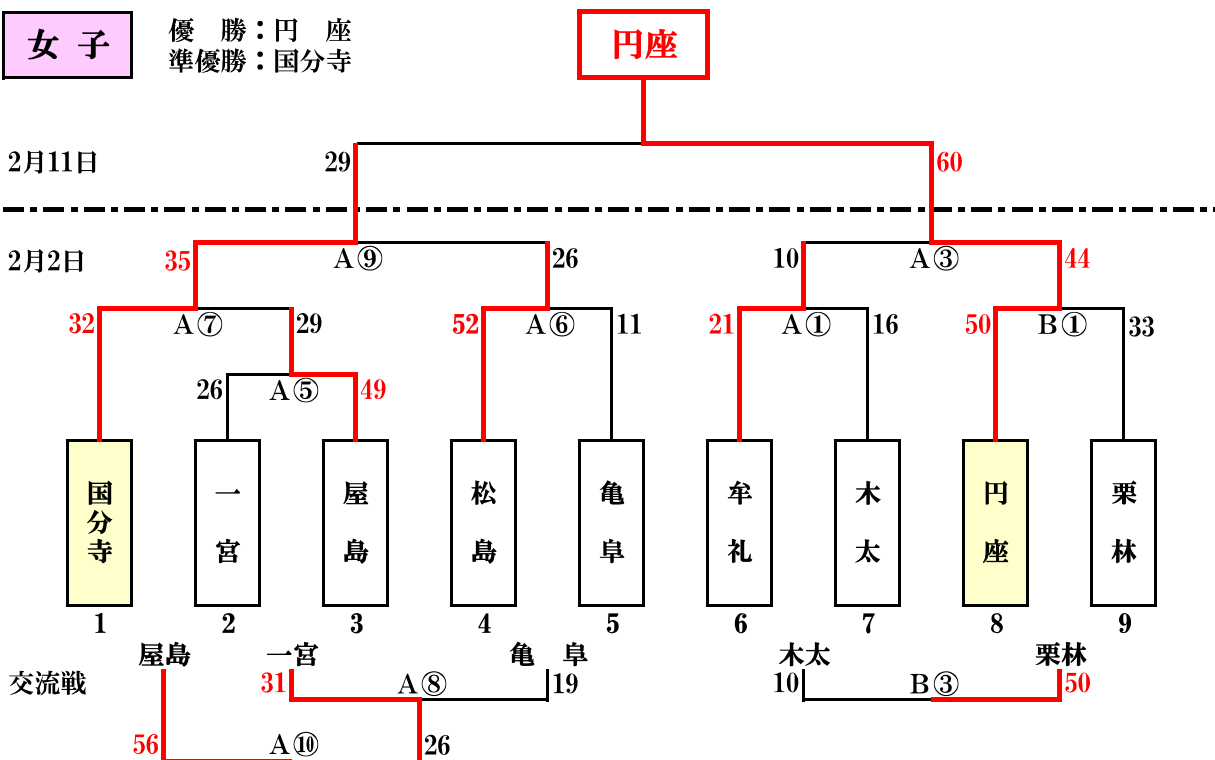 女 子
優　勝：円　座
準優勝：国分寺
円座
2月11日
29
60
2月2日
35
A⑨
26
10
A③
44
32
A⑦
29
52
A⑥
11
21
A①
16
50
B①
33
26
A⑤
49
国分寺
一宮
屋島
松島
亀阜
牟礼
木太
円座
栗林
1
2
3
4
5
6
7
8
9
屋島
一宮
亀　阜
木太
栗林
交流戦
31
A⑧
19
10
B③
50
56
A⑩
26